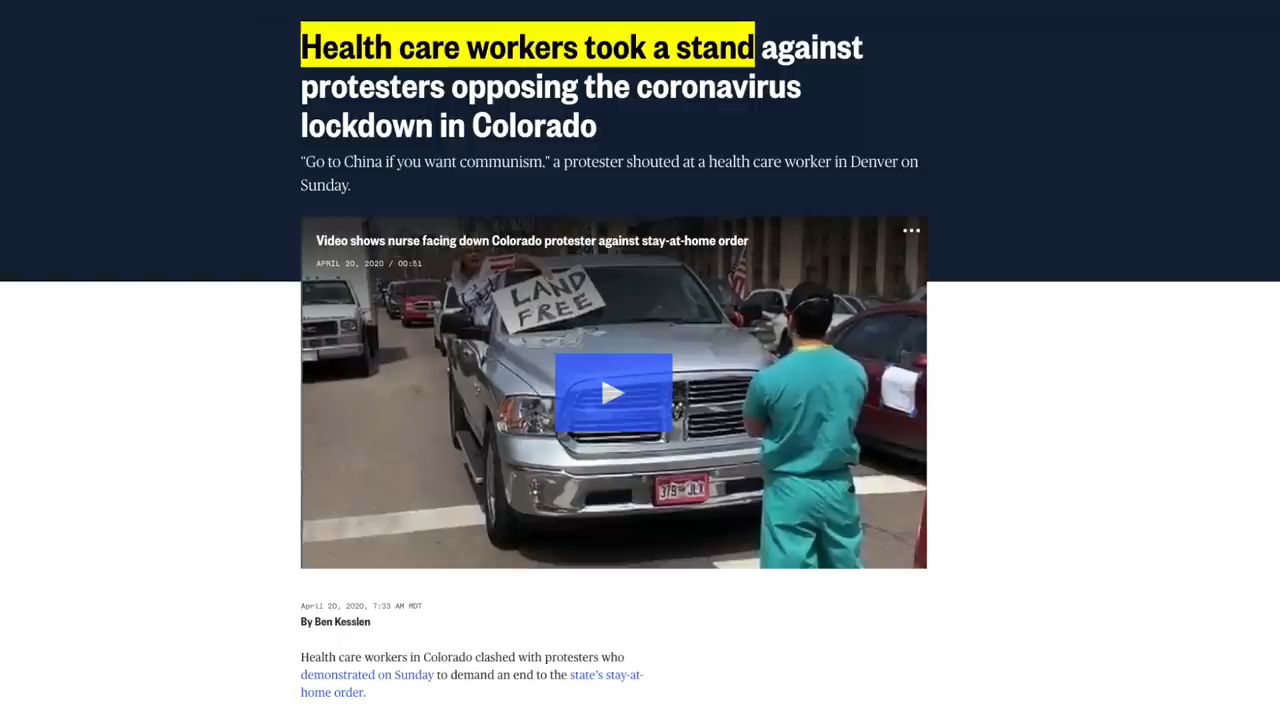 Health care workers took a stand against
protesters opposing the coronavirus
lockdown in Colorado
“Go to China if you want communism,” a protester shouted at a health care worker in Denver on
Sunday.
Video shows nurse facing down Colorado protester against stay-at-home order
APRIL 20, 2020 / 00:51
LAND
FREE
379 JLX
April 20, 2020, 7:33 AM MDT
By Ben Kesslen
Health care workers in Colorado clashed with protesters who
demonstrated on Sunday to demand an end to the state’s stay-at-
home order.